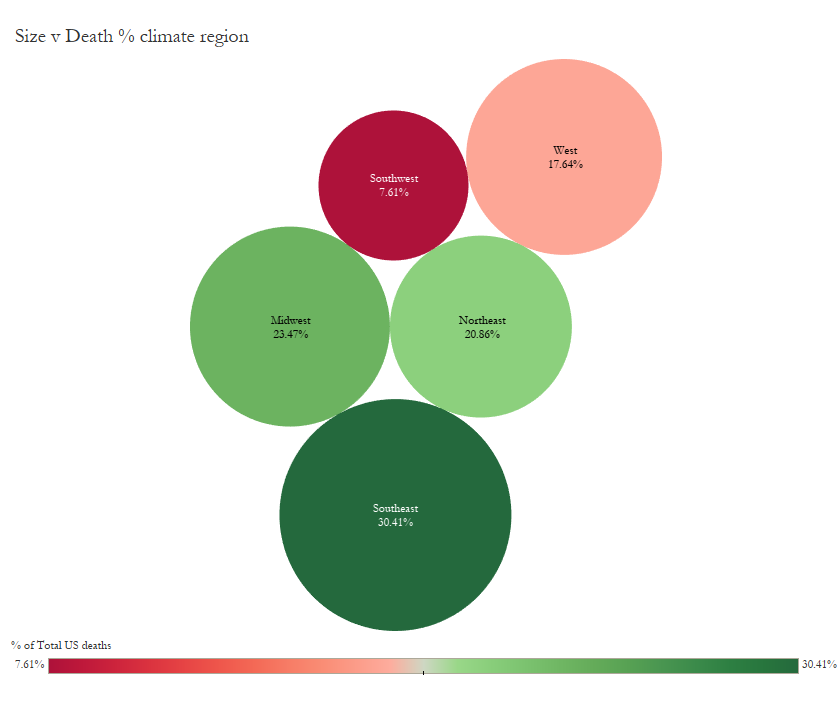 Size v Death % climate region
West
17.64%
Southwest
7.61%
Midwest
23.47%
Northeast
20.86%
Southeast
30.41%
% of Total US deaths
7.61%
30.41%